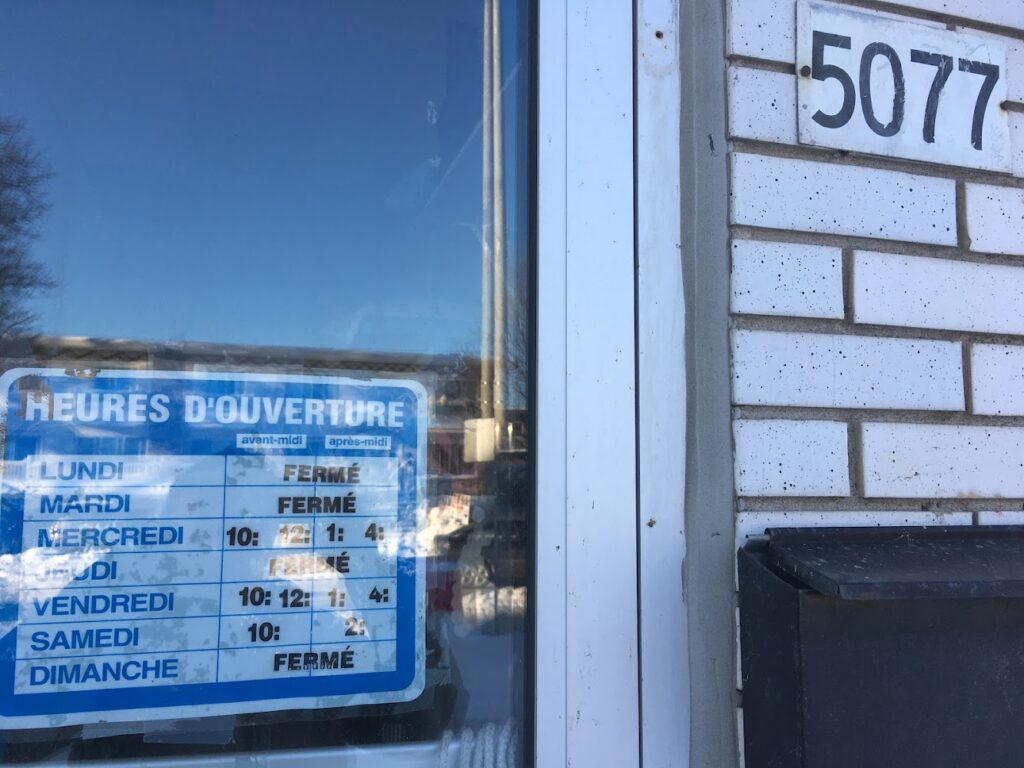 5077
HEURES D'OUVERTURE
avant-midi après-midi
LUNDI FERMÉ
MARDI FERMÉ
MERCREDI 10: 12: 1: 4:
JEUDI FERMÉ
VENDREDI 10: 12: 1: 4:
SAMEDI 10: 2:
DIMANCHE FERMÉ